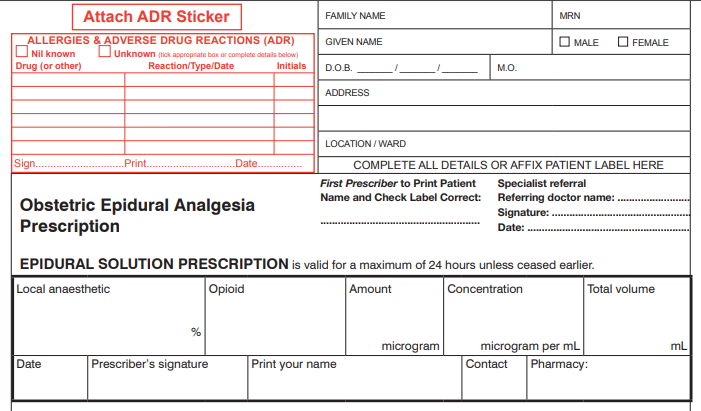 Attach ADR Sticker
ALLERGIES & ADVERSE DRUG REACTIONS (ADR)
Nil known Unknown (tick appropriate box or complete details below)
Drug (or other) Reaction/Type/Date Initials
Sign.............................Print.............................Date..............
FAMILY NAME MRN
GIVEN NAME MALE FEMALE
D.O.B. _______ / _______ / _______ M.O.
ADDRESS
LOCATION / WARD
COMPLETE ALL DETAILS OR AFFIX PATIENT LABEL HERE
Obstetric Epidural Analgesia
Prescription
First Prescriber to Print Patient
Name and Check Label Correct:
....................................................
Specialist referral
Referring doctor name: .......................
Signature: ............................................
Date: ....................................................
EPIDURAL SOLUTION PRESCRIPTION is valid for a maximum of 24 hours unless ceased earlier.
Local anaesthetic Opioid Amount Concentration Total volume
% microgram microgram per mL mL
Date Prescriber's signature Print your name Contact Pharmacy: